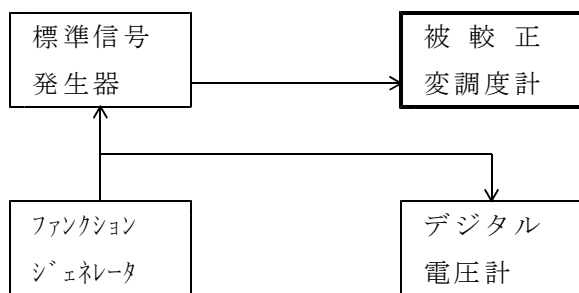 標準信号
発生器
被 較 正
変調度計
ファンクション
ジェネレータ
デジタル
電圧計